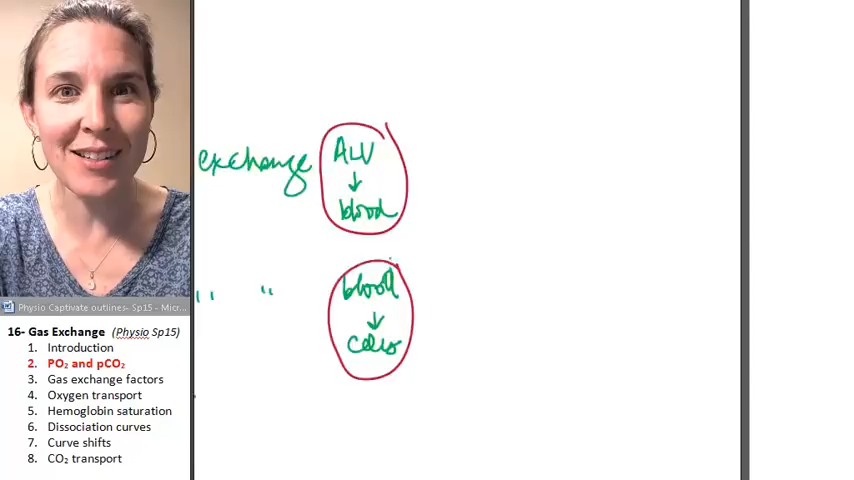 exchange ALV
↓
blood
" " blood
↓
cells
Physio Captivate outlines- Sp15 - Micr...
16- Gas Exchange (Physio Sp15)
1. Introduction
2. PO₂ and pCO₂
3. Gas exchange factors
4. Oxygen transport
5. Hemoglobin saturation
6. Dissociation curves
7. Curve shifts
8. CO₂ transport